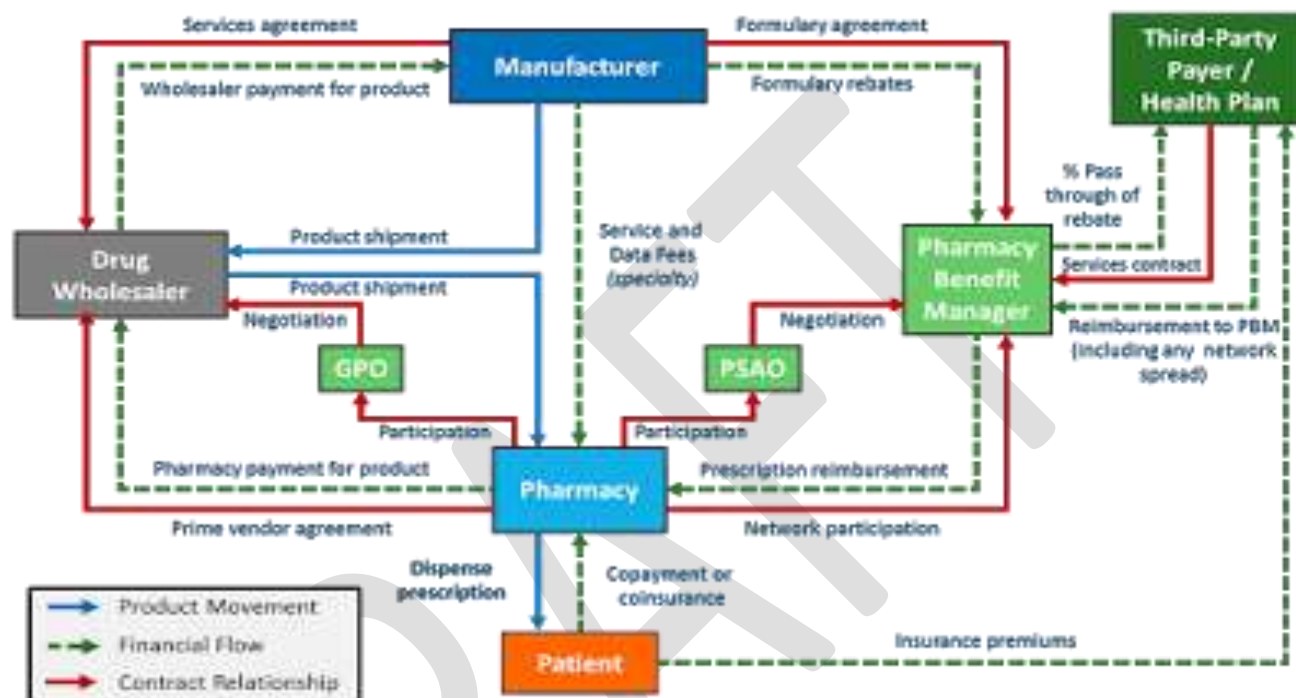 Services agreement
Formulary agreement
Manufacturer
Wholesaler payment for product
Formulary rebates
Third-Party
Payer /
Health Plan
% Pass
through of
rebate
Product shipment
Service and
Data Fees
(specialty)
Drug
Wholesaler
Product shipment
Negotiation
Negotiation
Pharmacy
Benefit
Manager
Services contract
Reimbursement to PBM
(including any network
spread)
GPO
PSAO
Participation
Participation
Pharmacy payment for product
Pharmacy
Prescription reimbursement
Prime vendor agreement
Network participation
Dispense
prescription
Copayment or
coinsurance
Patient
Insurance premiums
Product Movement
Financial Flow
Contract Relationship
DRAFT